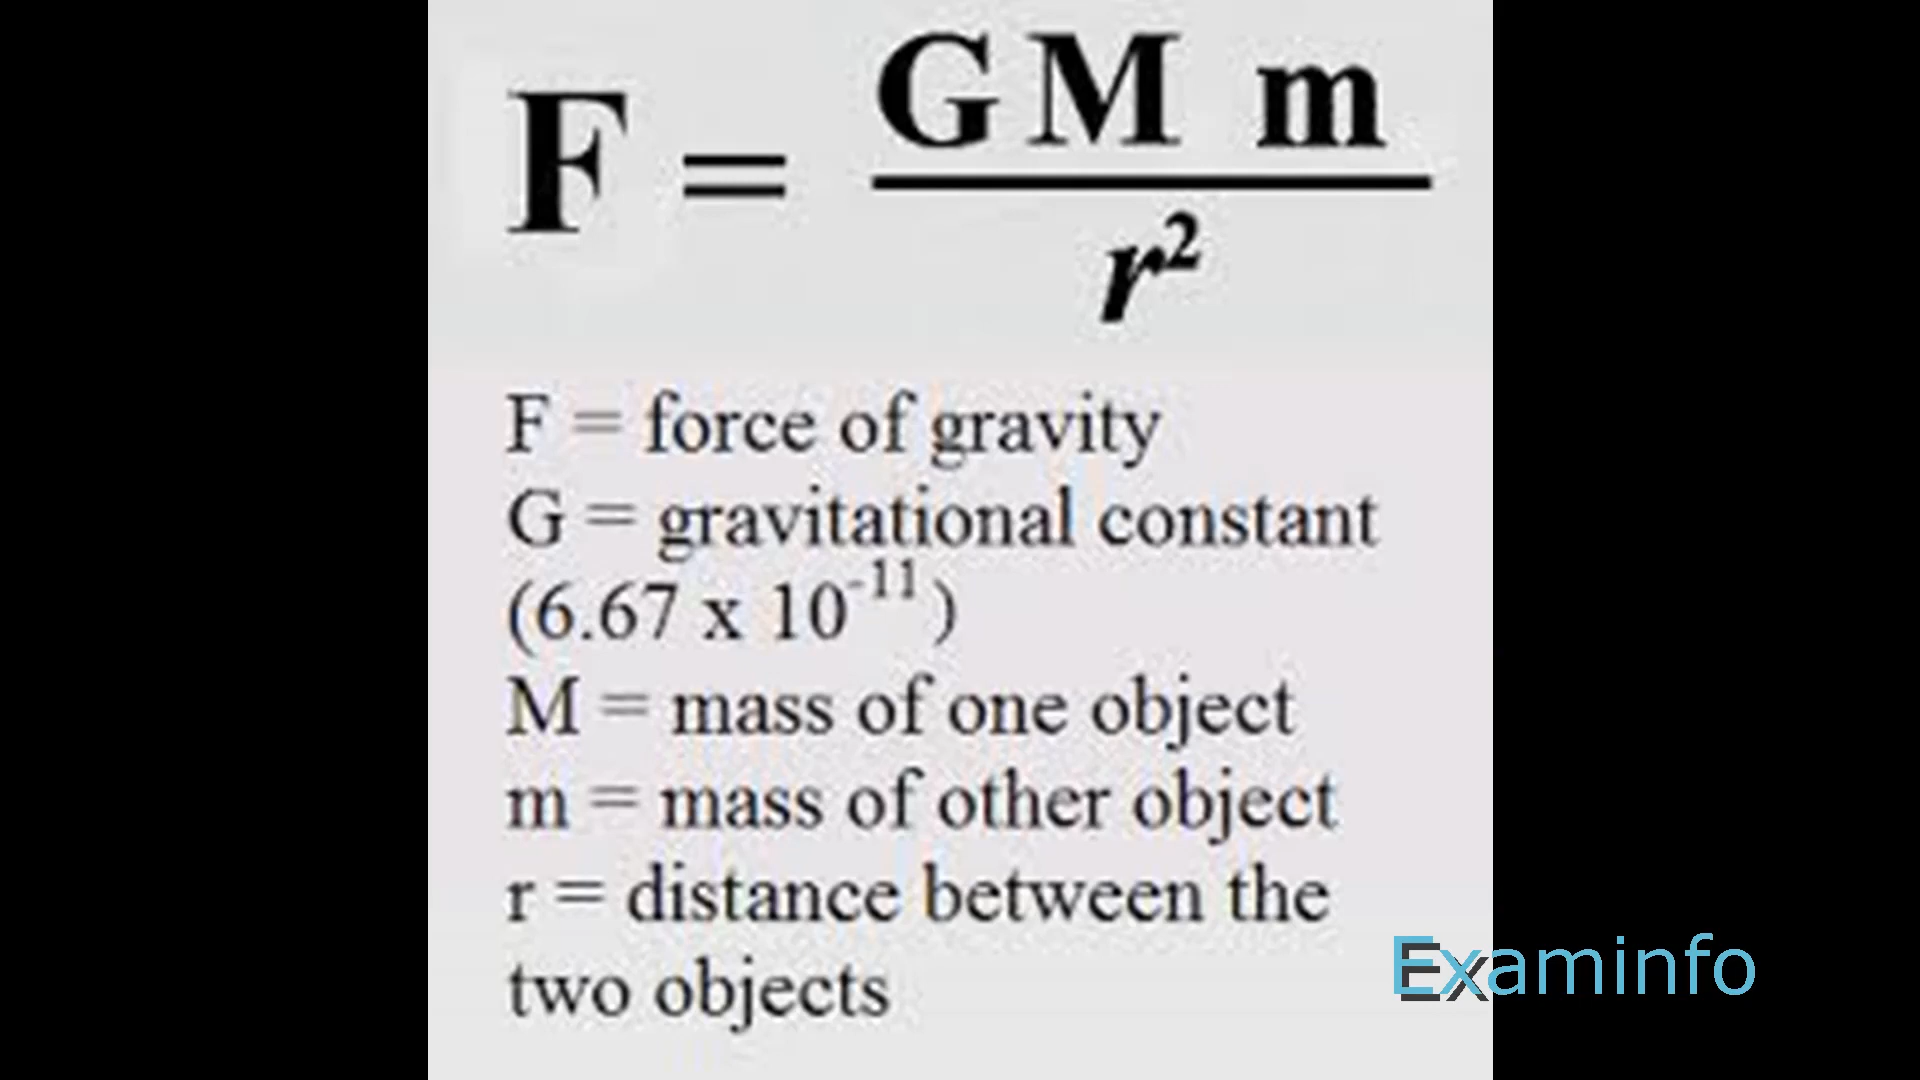 F = G M m / r²
F = force of gravity
G = gravitational constant
(6.67 x 10⁻¹¹)
M = mass of one object
m = mass of other object
r = distance between the
two objects
Examinfo